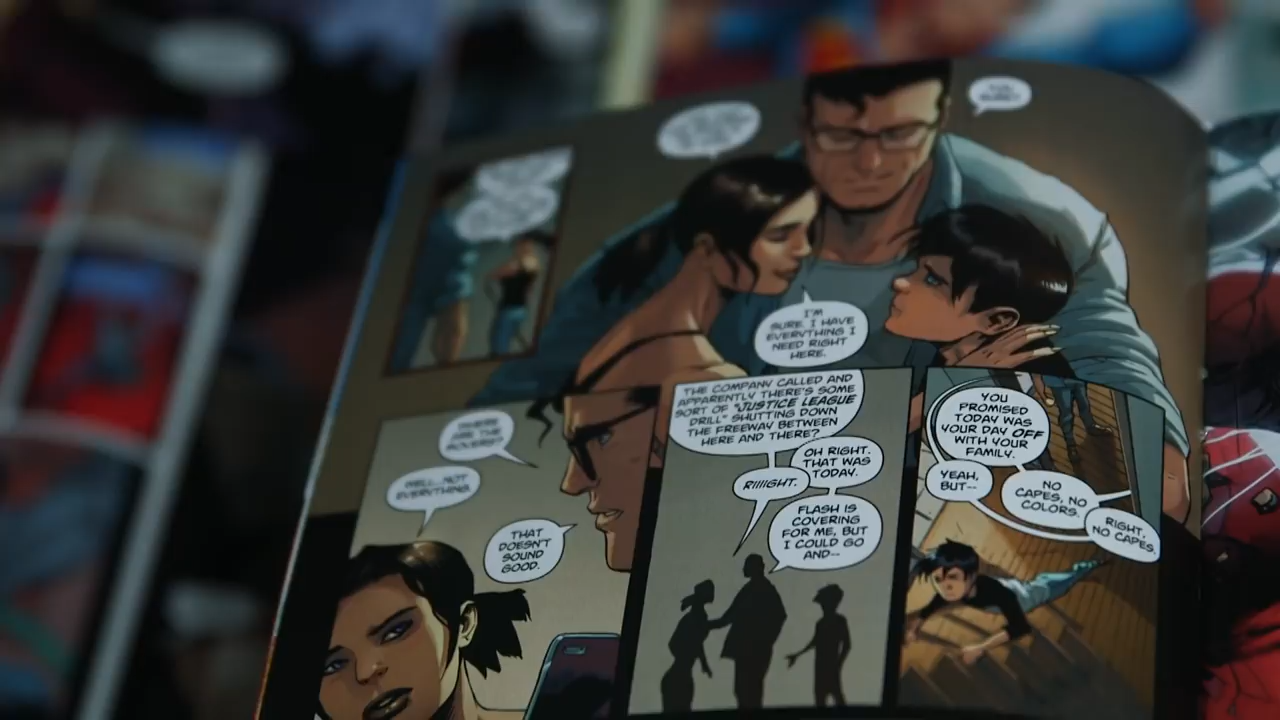 I'M
SURE I HAVE
EVERYTHING I
NEED RIGHT
HERE.
WHERE
ARE THE
MOVERS?
WELL...NOT
EVERYTHING.
THAT
DOESN'T
SOUND
GOOD.
THE COMPANY CALLED AND
APPARENTLY THERE'S SOME
SORT OF "JUSTICE LEAGUE
DRILL" SHUTTING DOWN
THE FREEWAY BETWEEN
HERE AND THERE?
OH RIGHT.
THAT WAS
TODAY.
RIIIIGHT.
FLASH IS
COVERING
FOR ME, BUT
I COULD GO
AND--
YOU
PROMISED
TODAY WAS
YOUR DAY OFF
WITH YOUR
FAMILY.
YEAH,
BUT--
NO
CAPES, NO
COLORS.
RIGHT,
NO CAPES.